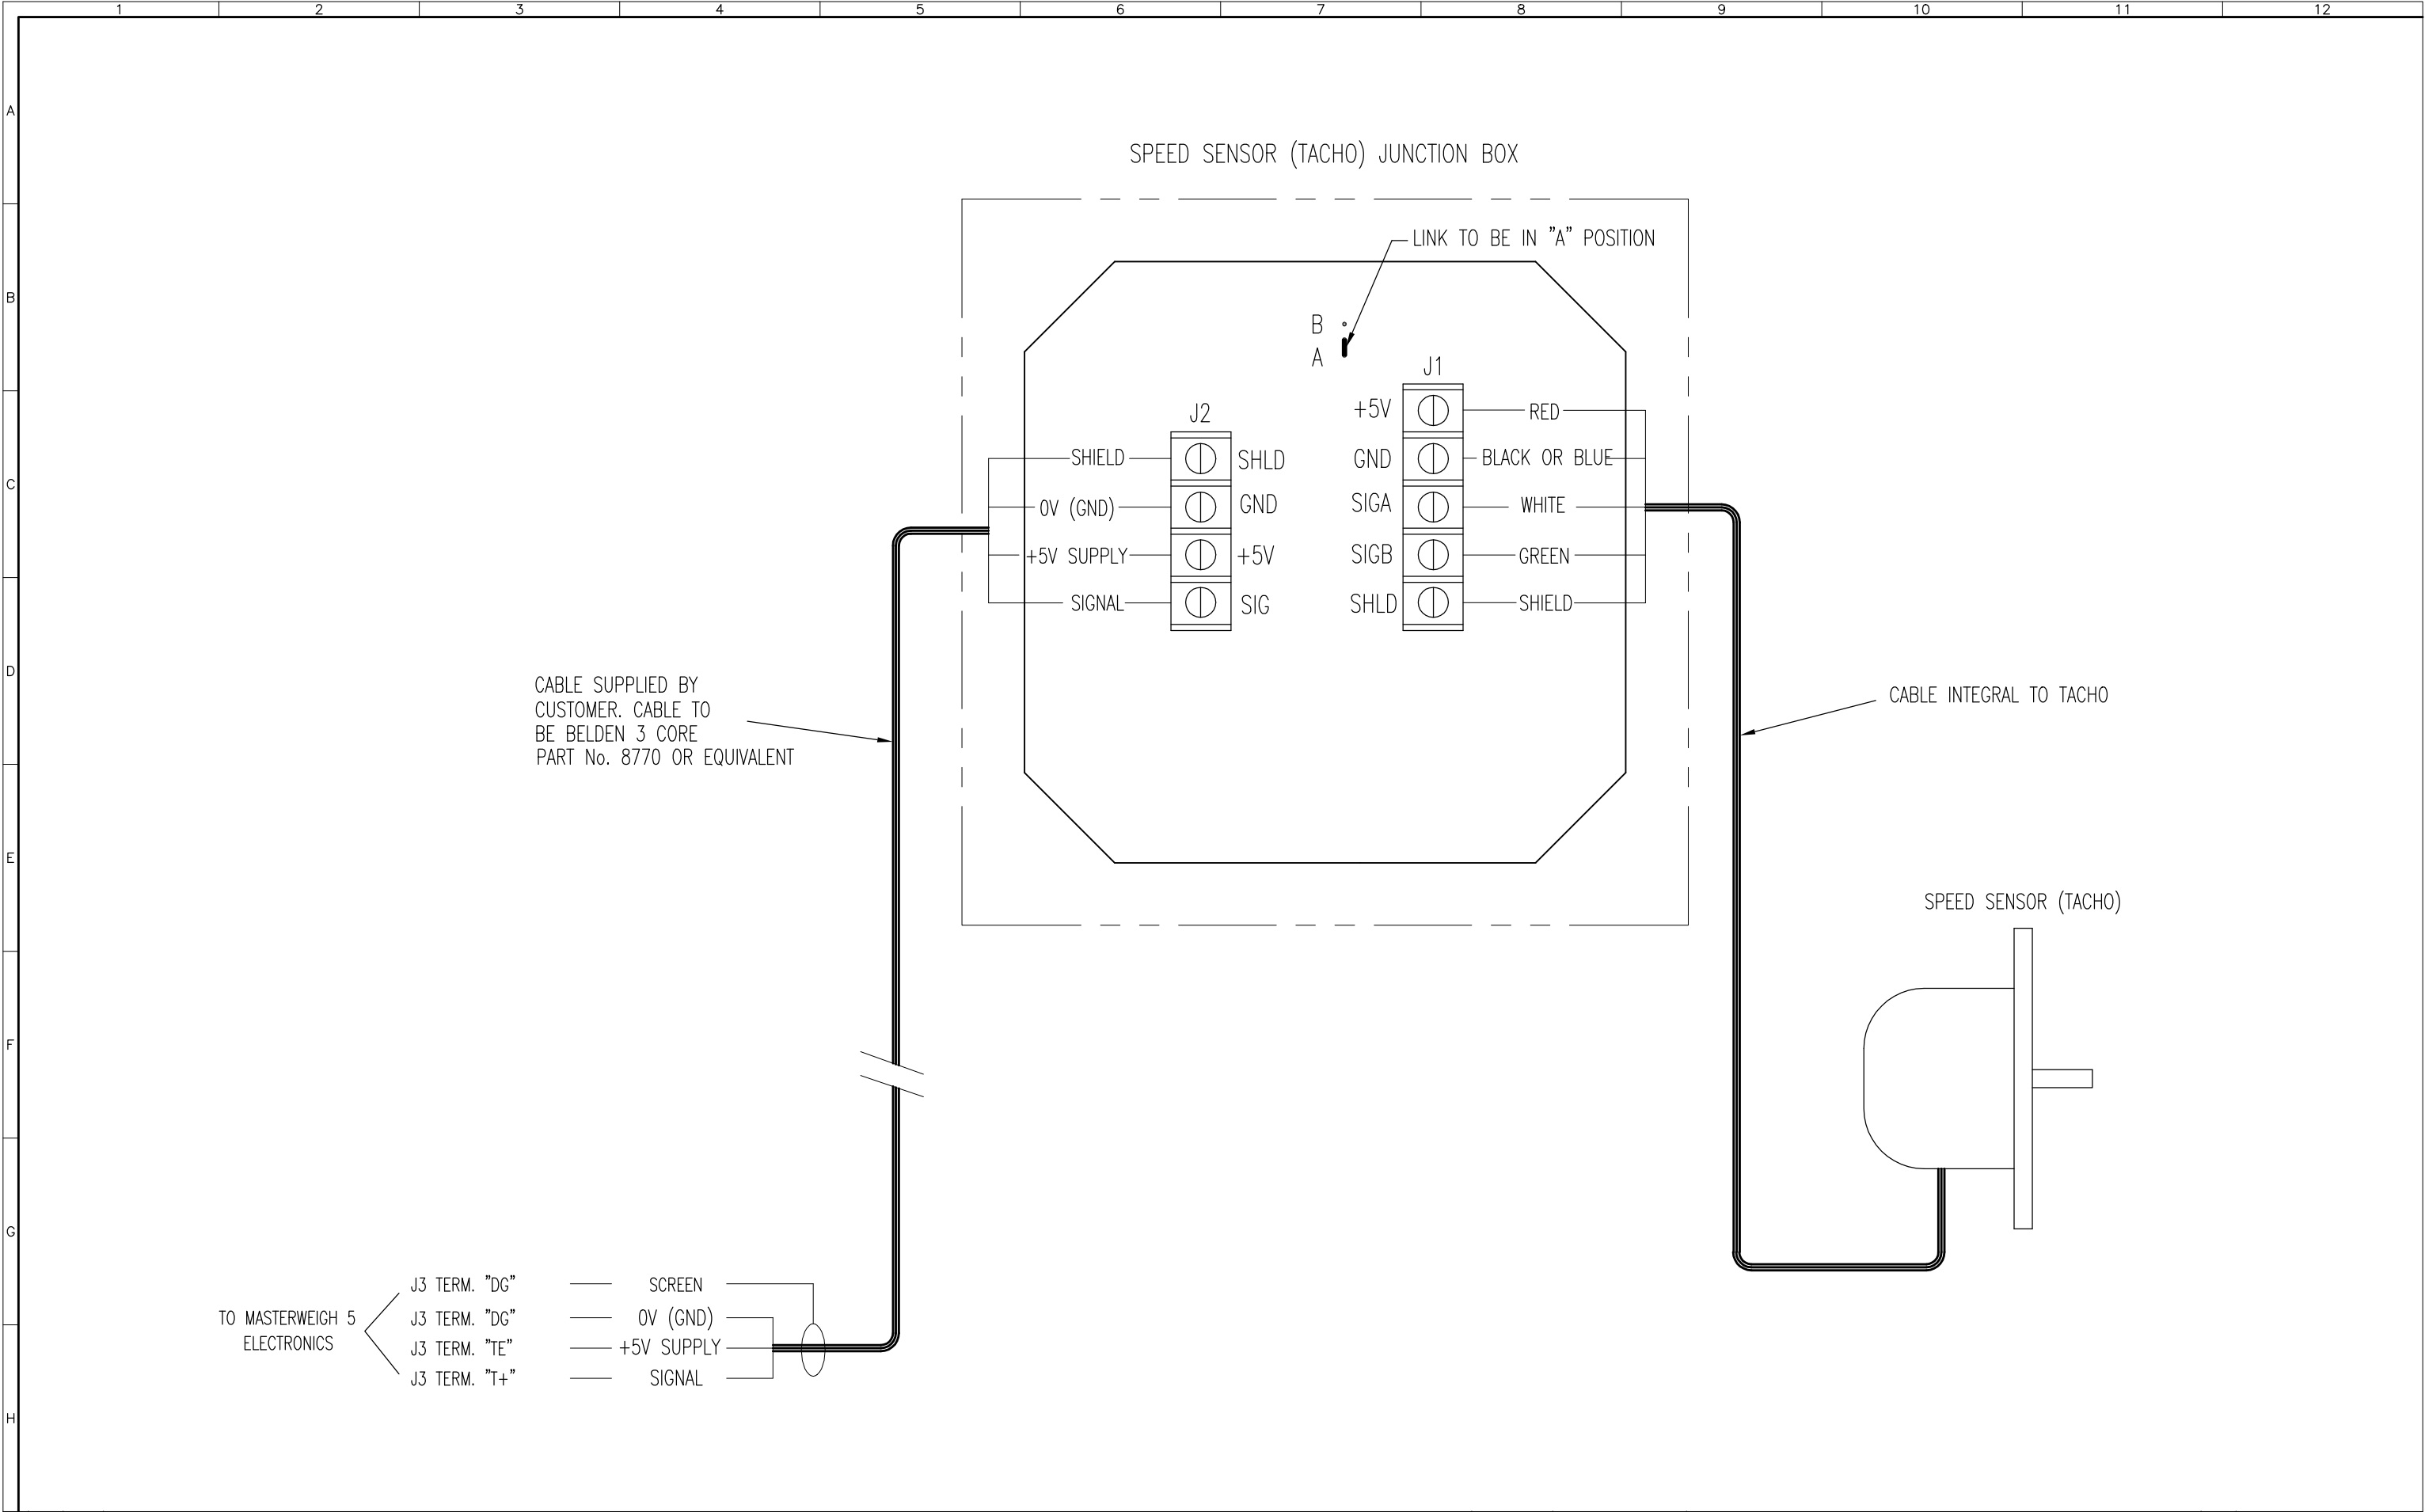 1 2 3 4 5 6 7 8 9 10 11 12
A
SPEED SENSOR (TACHO) JUNCTION BOX
LINK TO BE IN "A" POSITION
B
B
A
J1
+5V RED
J2
SHIELD SHLD GND BLACK OR BLUE
C
0V (GND) GND SIGA WHITE
+5V SUPPLY +5V SIGB GREEN
SIGNAL SIG SHLD SHIELD
D
CABLE SUPPLIED BY
CUSTOMER. CABLE TO
BE BELDEN 3 CORE
PART No. 8770 OR EQUIVALENT
CABLE INTEGRAL TO TACHO
E
SPEED SENSOR (TACHO)
F
G
TO MASTERWEIGH 5
ELECTRONICS
J3 TERM. "DG" SCREEN
J3 TERM. "DG" 0V (GND)
J3 TERM. "TE" +5V SUPPLY
J3 TERM. "T+" SIGNAL
H